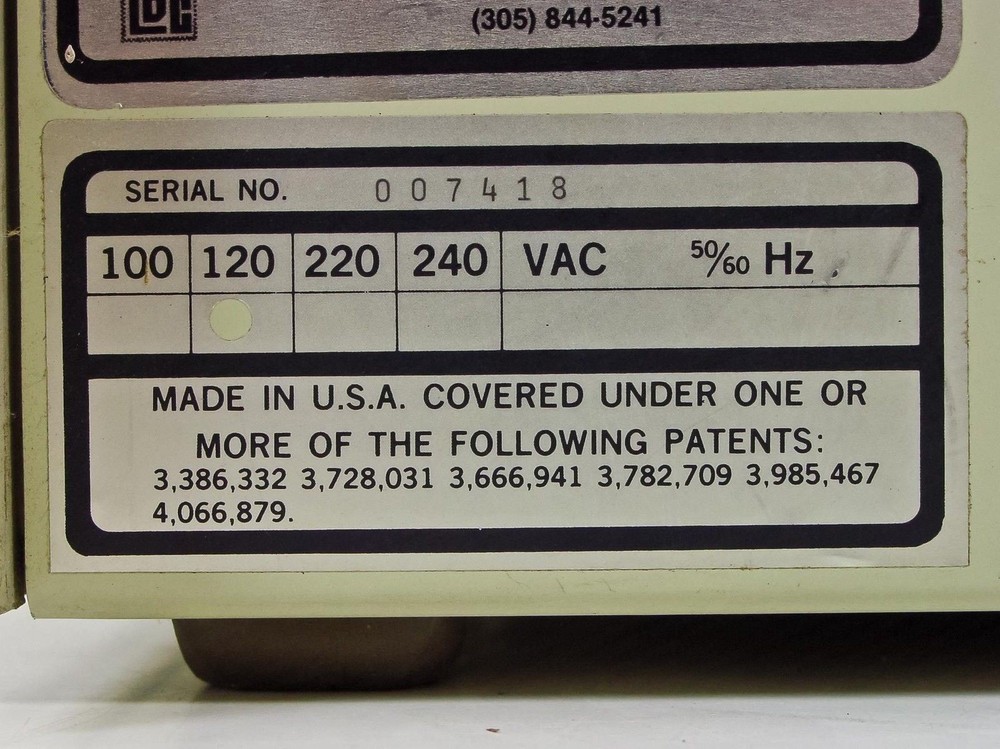 LDC
(305) 844-5241
SERIAL NO. 007418
100 120 220 240 VAC 50/60 Hz
MADE IN U.S.A. COVERED UNDER ONE OR
MORE OF THE FOLLOWING PATENTS:
3,386,332 3,728,031 3,666,941 3,782,709 3,985,467
4,066,879.